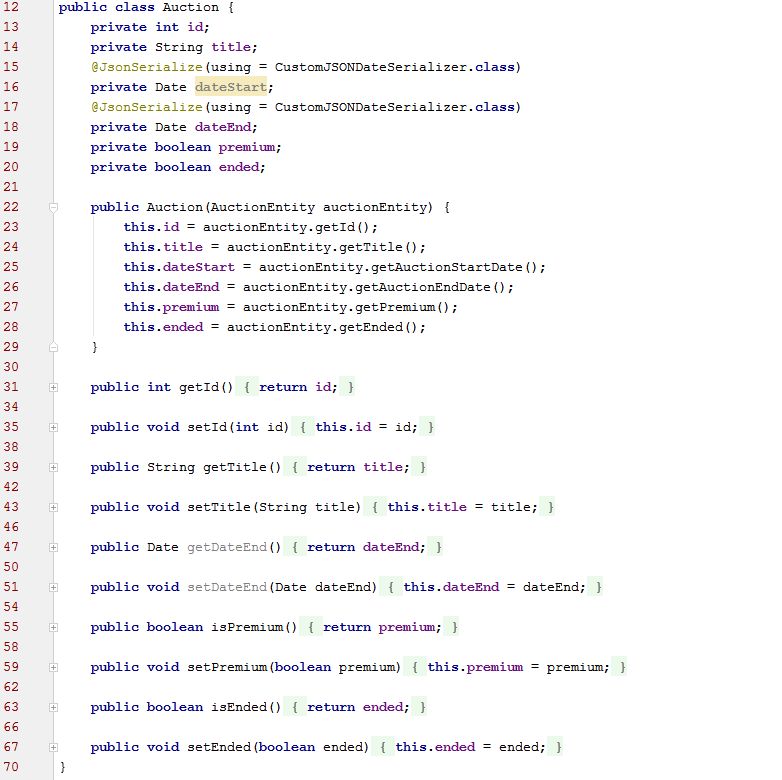 12 public class Auction {
13     private int id;
14     private String title;
15     @JsonSerialize(using = CustomJSONDateSerializer.class)
16     private Date dateStart;
17     @JsonSerialize(using = CustomJSONDateSerializer.class)
18     private Date dateEnd;
19     private boolean premium;
20     private boolean ended;
21
22     public Auction(AuctionEntity auctionEntity) {
23         this.id = auctionEntity.getId();
24         this.title = auctionEntity.getTitle();
25         this.dateStart = auctionEntity.getAuctionStartDate();
26         this.dateEnd = auctionEntity.getAuctionEndDate();
27         this.premium = auctionEntity.getPremium();
28         this.ended = auctionEntity.getEnded();
29     }
30
31     public int getId() { return id; }
34
35     public void setId(int id) { this.id = id; }
38
39     public String getTitle() { return title; }
42
43     public void setTitle(String title) { this.title = title; }
46
47     public Date getDateEnd() { return dateEnd; }
50
51     public void setDateEnd(Date dateEnd) { this.dateEnd = dateEnd; }
54
55     public boolean isPremium() { return premium; }
58
59     public void setPremium(boolean premium) { this.premium = premium; }
62
63     public boolean isEnded() { return ended; }
66
67     public void setEnded(boolean ended) { this.ended = ended; }
70 }